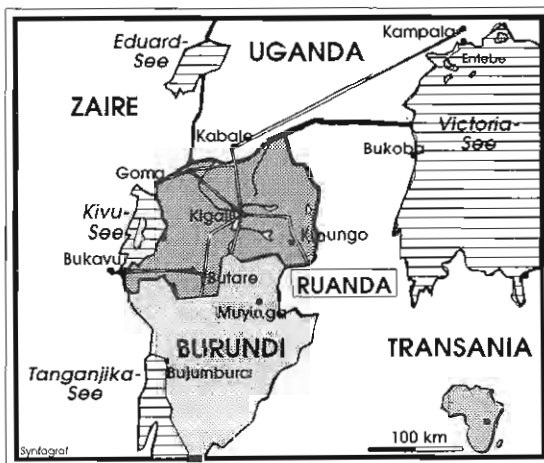 Eduard-
See
UGANDA
Kampala
Entebe
ZAIRE
Kabale
Victoria-
See
Bukoba
Goma
Kivu-
See
Kigali
Kibungo
Bukavu
Butare
RUANDA
Muyinga
BURUNDI
TRANSANIA
Tanganjika-
See
Bujumbura
100 km
Synfagraf